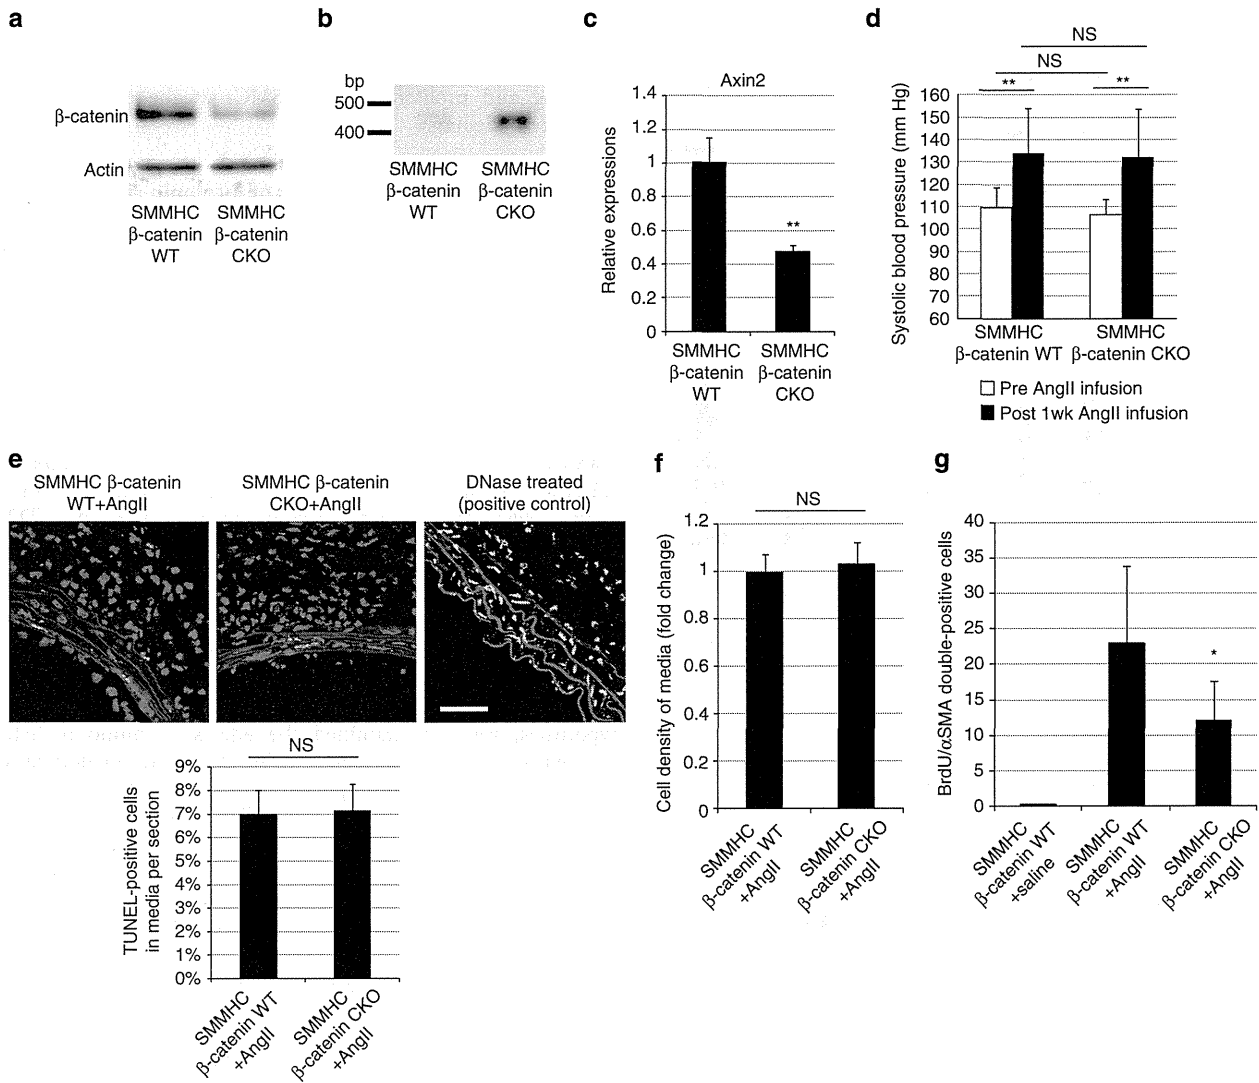 a
β-catenin
Actin
SMMHC
β-catenin
WT
SMMHC
β-catenin
CKO
b
bp
500
400
SMMHC
β-catenin
WT
SMMHC
β-catenin
CKO
c
Axin2
Relative expressions
1.4
1.2
1
0.8
0.6
0.4
0.2
0
**
SMMHC
β-catenin
WT
SMMHC
β-catenin
CKO
d
NS
NS
**
**
Systolic blood pressure (mm Hg)
160
150
140
130
120
110
100
90
80
70
60
SMMHC
β-catenin WT
SMMHC
β-catenin CKO
Pre AngII infusion
Post 1wk AngII infusion
e
SMMHC β-catenin
WT+AngII
SMMHC β-catenin
CKO+AngII
DNase treated
(positive control)
NS
TUNEL-positive cells
in media per section
9%
8%
7%
6%
5%
4%
3%
2%
1%
0%
SMMHC
β-catenin WT
+AngII
SMMHC
β-catenin CKO
+AngII
f
NS
Cell density of media (fold change)
1.2
1
0.8
0.6
0.4
0.2
0
SMMHC
β-catenin WT
+AngII
SMMHC
β-catenin CKO
+AngII
g
BrdU/αSMA double-positive cells
40
35
30
25
20
15
10
5
0
*
SMMHC
β-catenin WT
+saline
SMMHC
β-catenin WT
+AngII
SMMHC
β-catenin CKO
+AngII